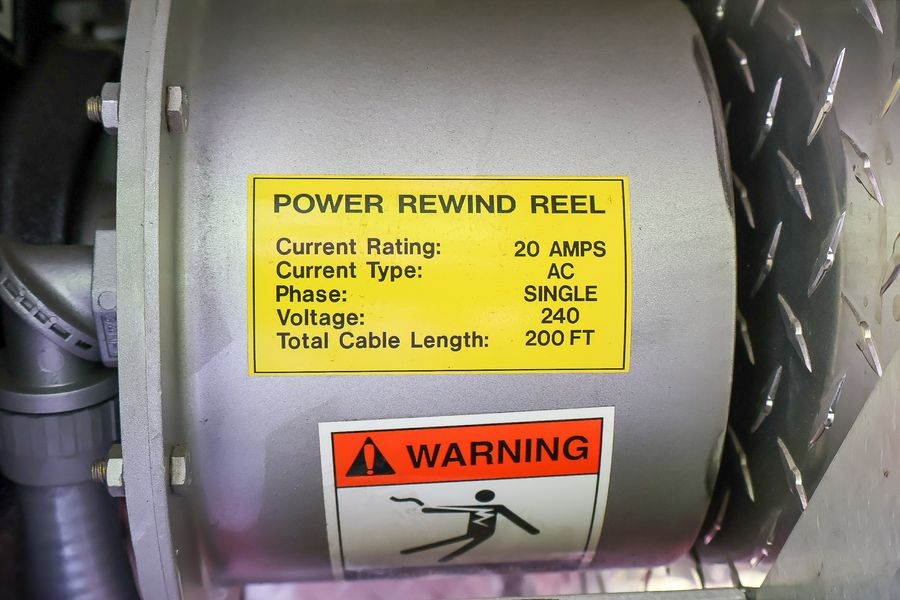 POWER REWIND REEL
Current Rating: 20 AMPS
Current Type: AC
Phase: SINGLE
Voltage: 240
Total Cable Length: 200 FT
WARNING